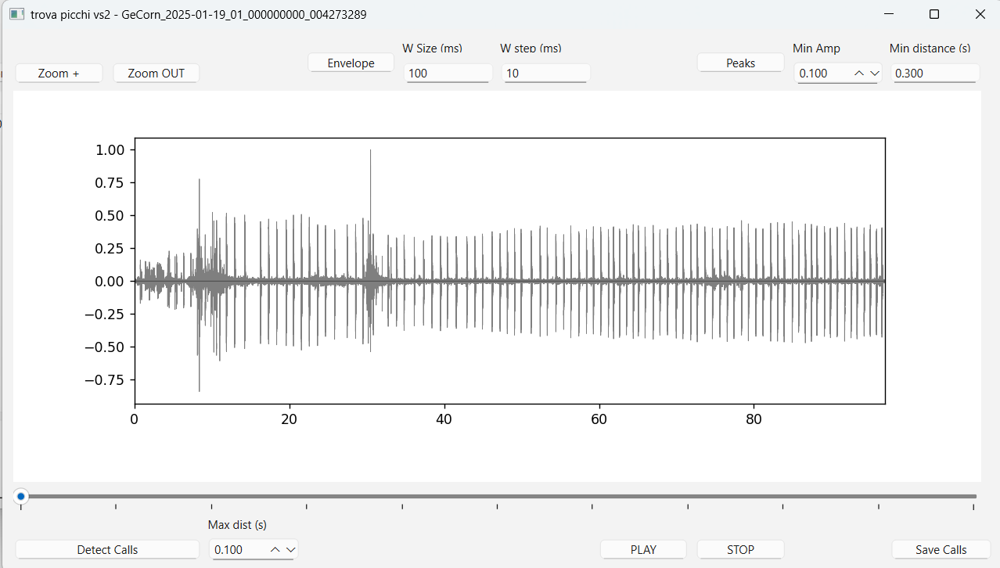 trova picchi vs2 - GeCorn_2025-01-19_01_000000000_004273289
W Size (ms) W step (ms) Min Amp Min distance (s)
Zoom + Zoom OUT Envelope 100 10 Peaks 0.100 0.300
1.00
0.75
0.50
0.25
0.00
−0.25
−0.50
−0.75
0 20 40 60 80
Max dist (s)
Detect Calls 0.100 PLAY STOP Save Calls